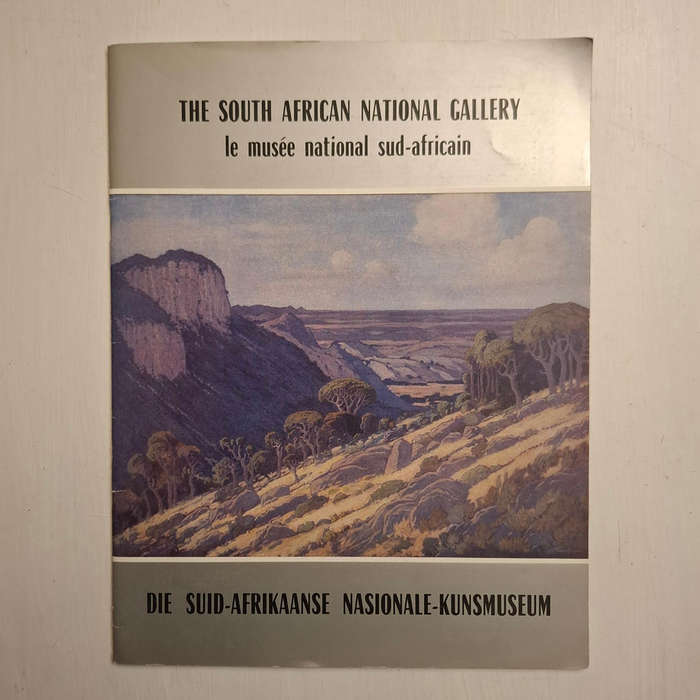 THE SOUTH AFRICAN NATIONAL GALLERY
le musée national sud-africain
DIE SUID-AFRIKAANSE NASIONALE-KUNSMUSEUM